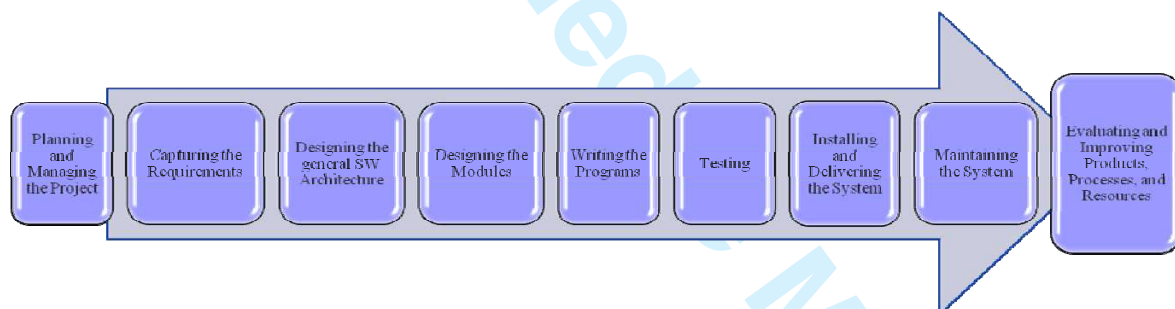 Planning
and
Managing
the Project
Capturing the
Requirements
Designing the
general SW
Architecture
Designing the
Modules
Writing the
Programs
Testing
Installing
and
Delivering
the System
Maintaining
the System
Evaluating and
Improving
Products,
Processes, and
Resources